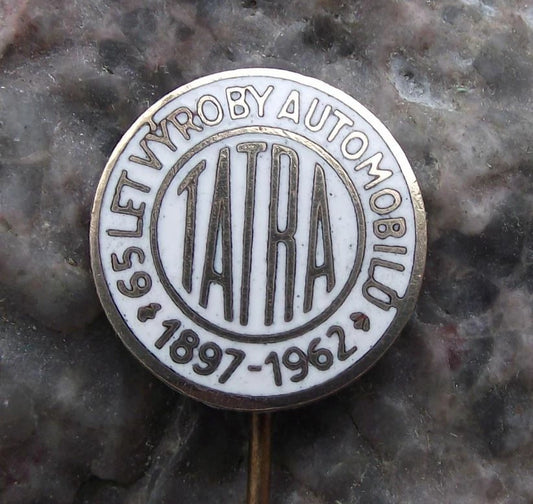 65 LET VÝROBY AUTOMOBILŮ
TATRA
1897-1962